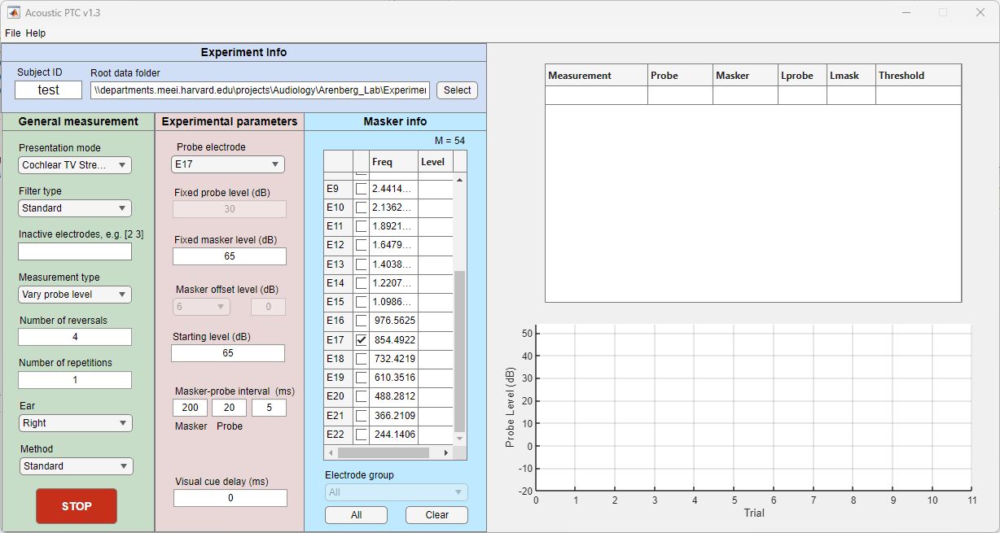 Acoustic PTC v1.3
File Help
Experiment Info
Subject ID
test
Root data folder
\\departments.meei.harvard.edu\projects\Audiology\Arenberg_Lab\Experimer
Select
General measurement
Presentation mode
Cochlear TV Stre...
Filter type
Standard
Inactive electrodes, e.g. [2 3]
Measurement type
Vary probe level
Number of reversals
4
Number of repetitions
1
Ear
Right
Method
Standard
STOP
Experimental parameters
Probe electrode
E17
Fixed probe level (dB)
30
Fixed masker level (dB)
65
Masker offset level (dB)
6 0
Starting level (dB)
65
Masker-probe interval (ms)
200 20 5
Masker Probe
Visual cue delay (ms)
0
Masker info
M = 54
Freq Level
E9 2.4414...
E10 2.1362...
E11 1.8921...
E12 1.6479...
E13 1.4038...
E14 1.2207...
E15 1.0986...
E16 976.5625
E17 854.4922
E18 732.4219
E19 610.3516
E20 488.2812
E21 366.2109
E22 244.1406
Electrode group
All
All Clear
Measurement Probe Masker Lprobe Lmask Threshold
Probe Level (dB)
50
40
30
20
10
0
-10
-20
0 1 2 3 4 5 6 7 8 9 10 11
Trial